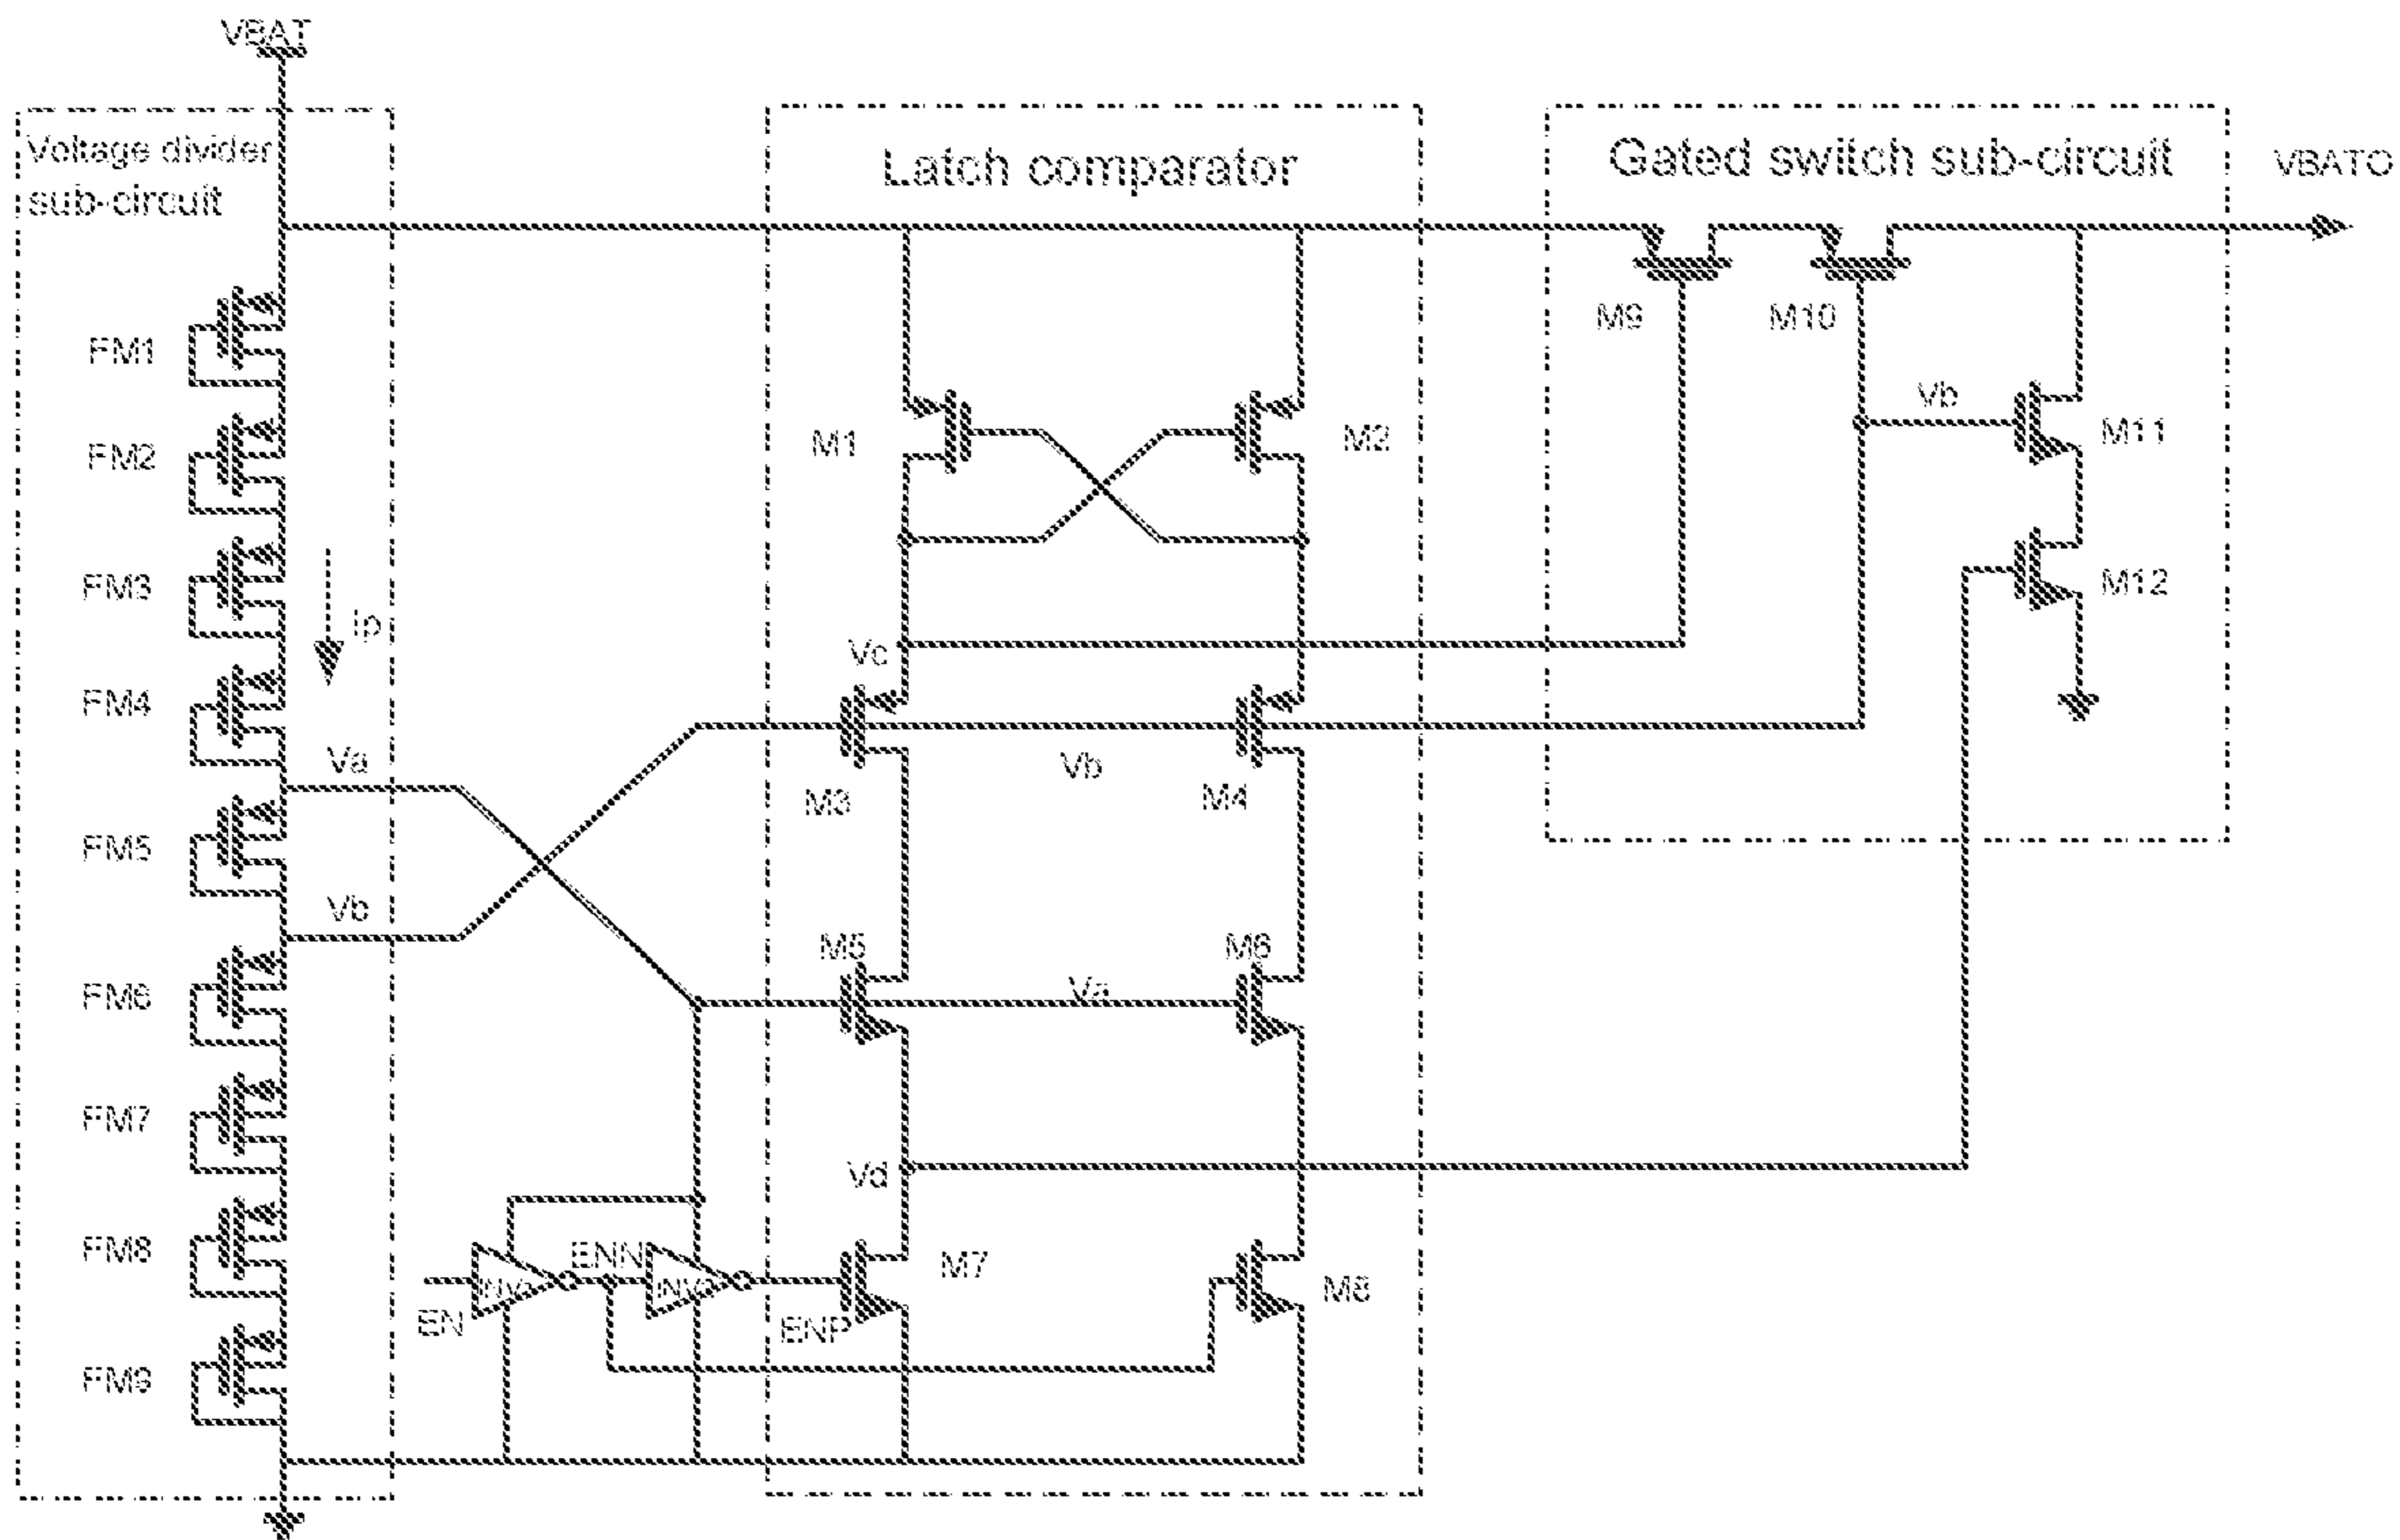 VBAT
Voltage divider
sub-circuit
Latch comparator
Gated switch sub-circuit
VBATO
FM1
FM2
FM3
FM4
FM5
FM6
FM7
FM8
FM9
Ip
Va
Vb
M1
M2
Vc
M3
Vb
M4
M5
Va
M6
Vd
M7
M8
EN
ENN
ENP
M9
M10
Vb
M11
M12